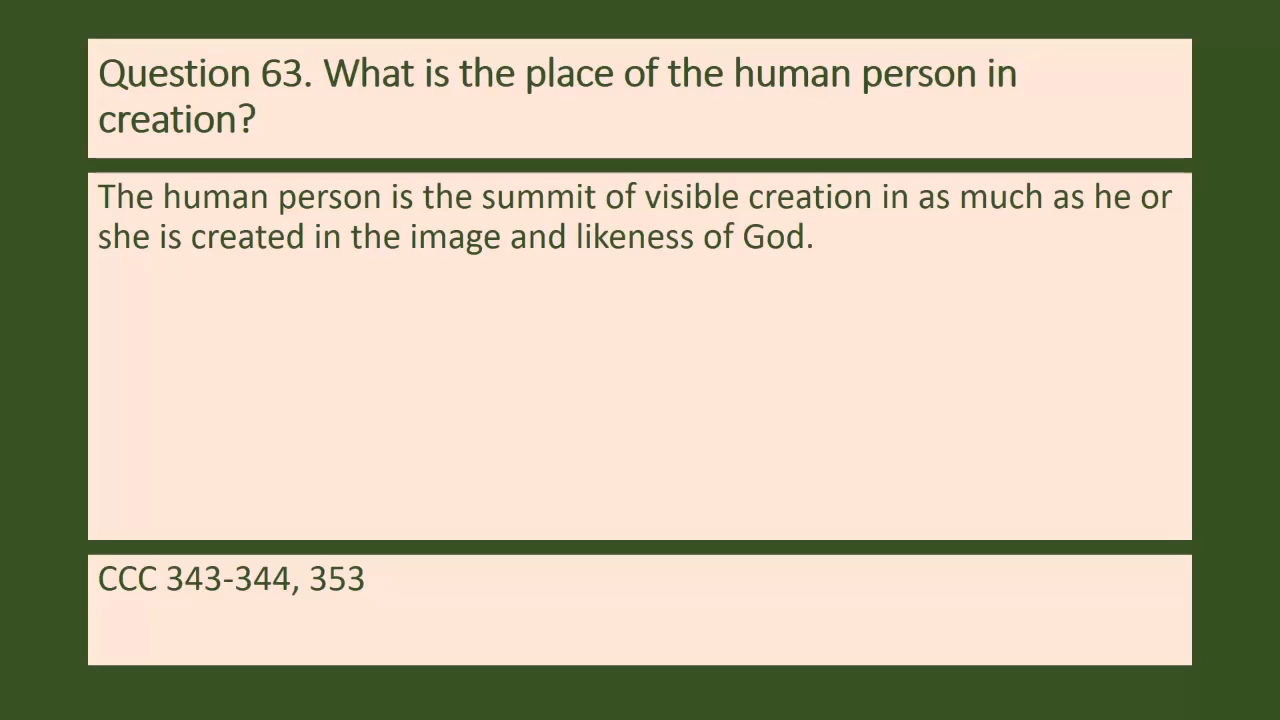 Question 63. What is the place of the human person in
creation?
The human person is the summit of visible creation in as much as he or
she is created in the image and likeness of God.
CCC 343-344, 353